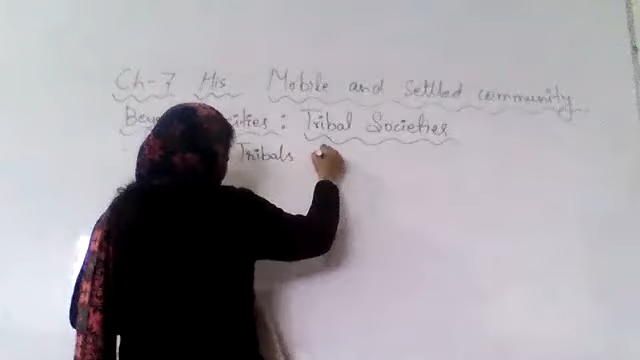 Ch-7 His Mobile and Settled community...
: Tribal Societies
Tribals